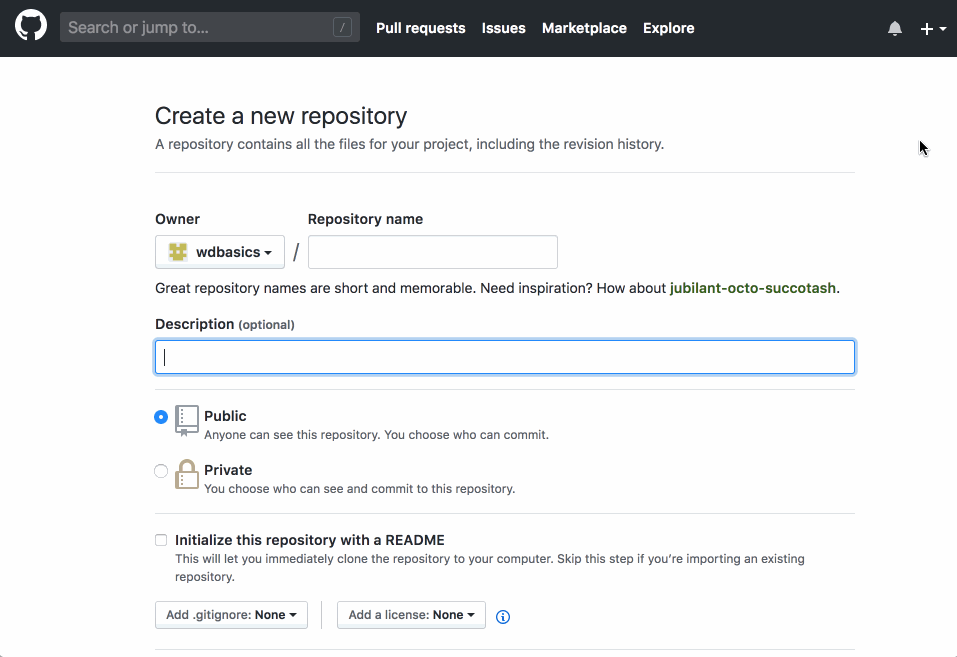 Search or jump to... /
Pull requests Issues Marketplace Explore
Create a new repository
A repository contains all the files for your project, including the revision history.
Owner Repository name
wdbasics /
Great repository names are short and memorable. Need inspiration? How about jubilant-octo-succotash.
Description (optional)
Public
Anyone can see this repository. You choose who can commit.
Private
You choose who can see and commit to this repository.
Initialize this repository with a README
This will let you immediately clone the repository to your computer. Skip this step if you’re importing an existing
repository.
Add .gitignore: None Add a license: None